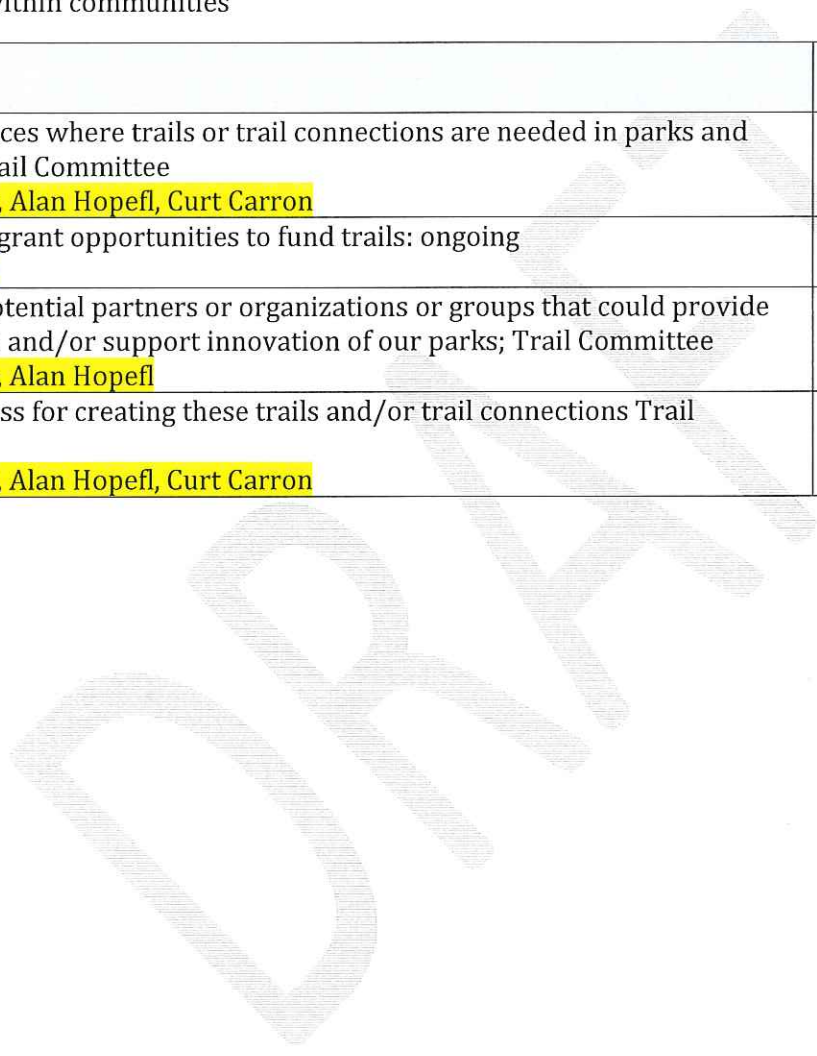 within communities
ces where trails or trail connections are needed in parks and
ail Committee
, Alan Hopefl, Curt Carron
grant opportunities to fund trails: ongoing
otential partners or organizations or groups that could provide
and/or support innovation of our parks; Trail Committee
, Alan Hopefl
ss for creating these trails and/or trail connections Trail
, Alan Hopefl, Curt Carron
DRAFT